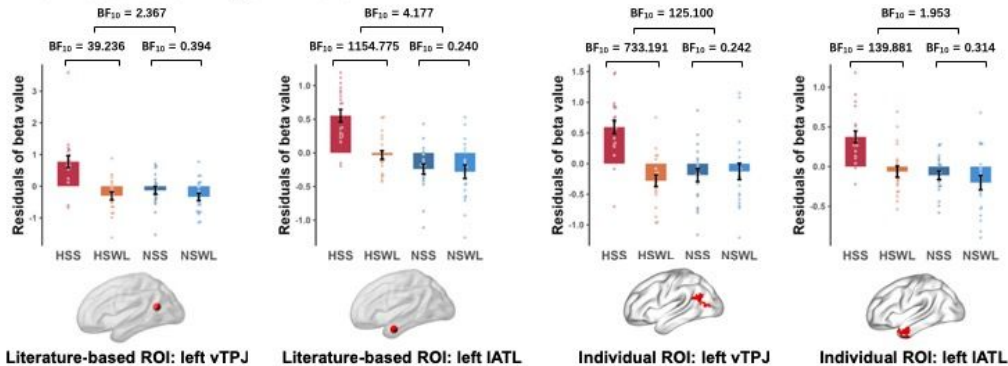 BF₁₀ = 2.367
BF₁₀ = 39.236 BF₁₀ = 0.394
Residuals of beta value
3
2
1
0
-1
HSS HSWL NSS NSWL
Literature-based ROI: left vTPJ
BF₁₀ = 4.177
BF₁₀ = 1154.775 BF₁₀ = 0.240
Residuals of beta value
1.0
0.5
0.0
-0.5
-1.0
HSS HSWL NSS NSWL
Literature-based ROI: left lATL
BF₁₀ = 125.100
BF₁₀ = 733.191 BF₁₀ = 0.242
Residuals of beta value
1.5
1.0
0.5
0.0
-0.5
-1.0
HSS HSWL NSS NSWL
Individual ROI: left vTPJ
BF₁₀ = 1.953
BF₁₀ = 139.881 BF₁₀ = 0.314
Residuals of beta value
1.0
0.5
0.0
-0.5
HSS HSWL NSS NSWL
Individual ROI: left lATL